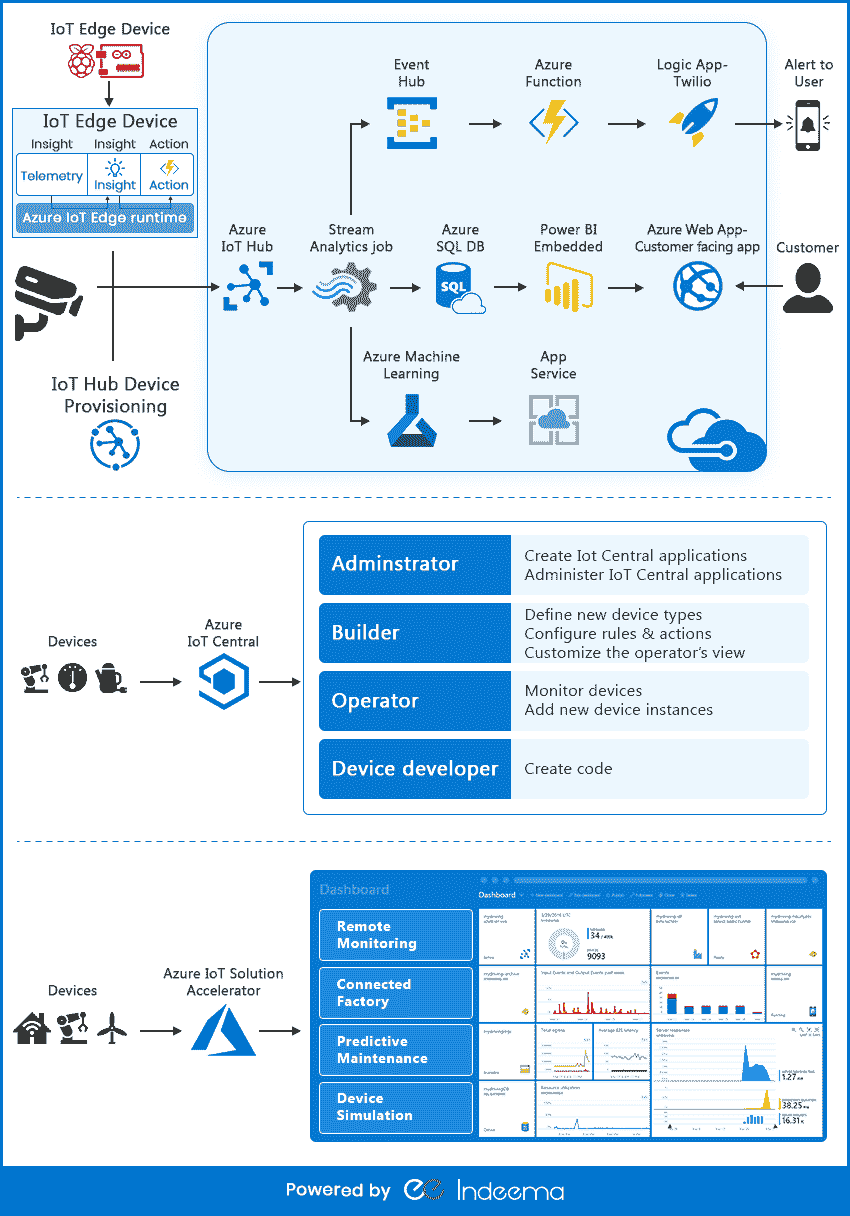 IoT Edge Device
IoT Edge Device
Insight
Insight
Action
Telemetry
Insight
Action
Azure IoT Edge runtime
IoT Hub Device
Provisioning
Event
Hub
Azure
Function
Logic App-
Twilio
Alert to
User
Azure
IoT Hub
Stream
Analytics job
Azure
SQL DB
SQL
Power BI
Embedded
Azure Web App-
Customer facing app
Customer
Azure Machine
Learning
App
Service
Devices
Azure
IoT Central
Adminstrator
Create Iot Central applications
Administer IoT Central applications
Builder
Define new device types
Configure rules & actions
Customize the operator's view
Operator
Monitor devices
Add new device instances
Device developer
Create code
Devices
Azure IoT Solution
Accelerator
Dashboard
Remote
Monitoring
Connected
Factory
Predictive
Maintenance
Device
Simulation
Dashboard
34
9093
1.27
38.25
16.31
Powered by Indeema